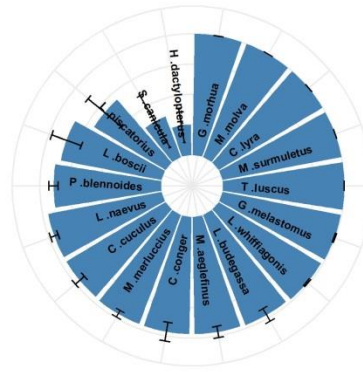 G .morhua
M .molva
C .lyra
M .surmuletus
T .luscus
G .melastomus
L .whiffiagonis
L .budegassa
M .aeglefinus
C .conger
M .merluccius
C .cuculus
L .naevus
P .blennoides
L .boscii
L .piscatorius
S .canicula
H .dactylopterus